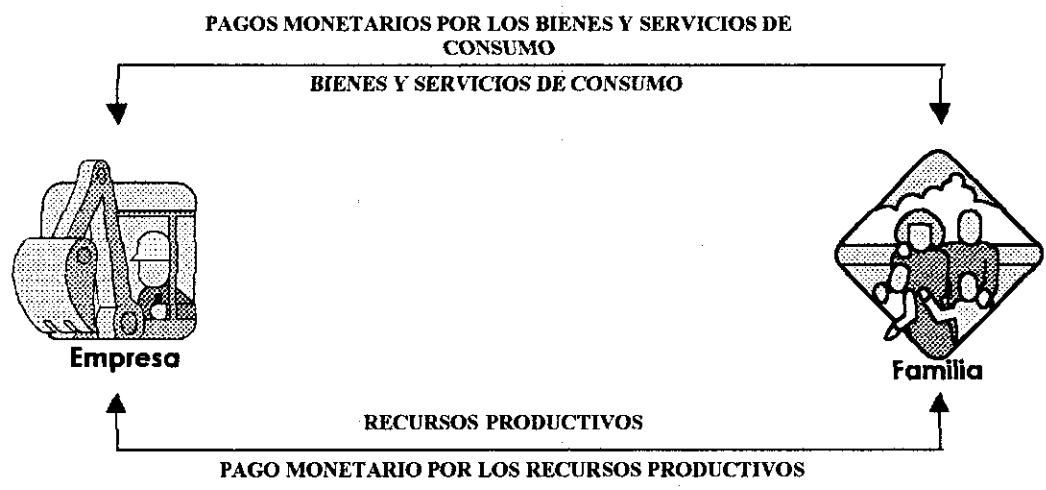 PAGOS MONETARIOS POR LOS BIENES Y SERVICIOS DE
CONSUMO
BIENES Y SERVICIOS DE CONSUMO
Empresa
Familia
RECURSOS PRODUCTIVOS
PAGO MONETARIO POR LOS RECURSOS PRODUCTIVOS